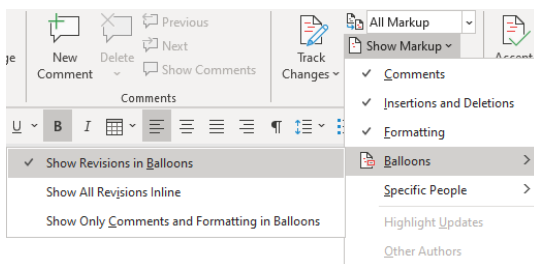 Previous
Next
Show Comments
New
Comment
Delete
Comments
Track
Changes
All Markup
Show Markup
Accept
U B I
Comments
Insertions and Deletions
Formatting
Balloons
Specific People
Highlight Updates
Other Authors
Show Revisions in Balloons
Show All Revisions Inline
Show Only Comments and Formatting in Balloons